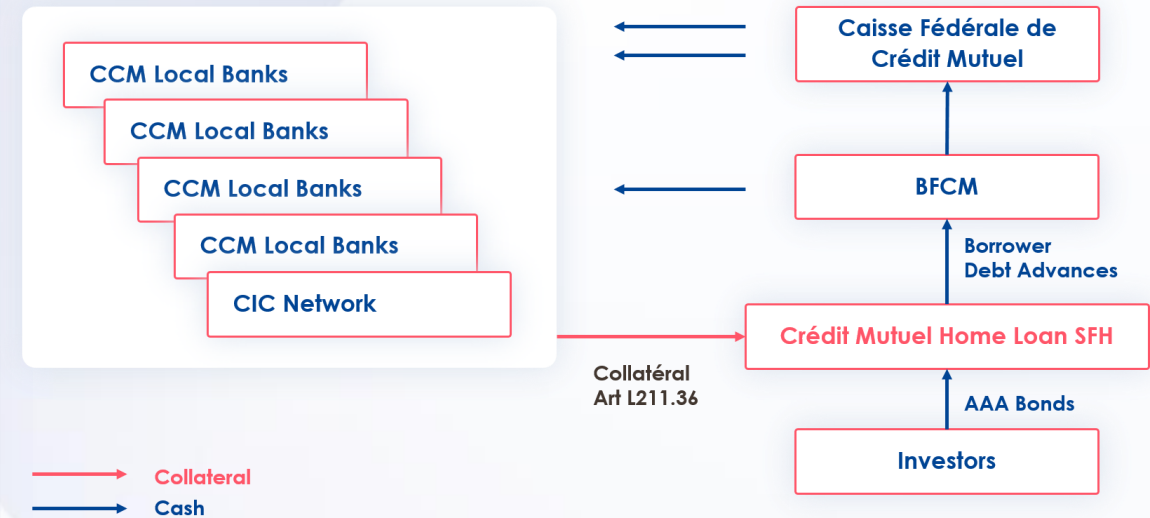 CCM Local Banks
CCM Local Banks
CCM Local Banks
CCM Local Banks
CIC Network
Caisse Fédérale de
Crédit Mutuel
BFCM
Borrower
Debt Advances
Crédit Mutuel Home Loan SFH
Collatéral
Art L211.36
AAA Bonds
Investors
Collateral
Cash